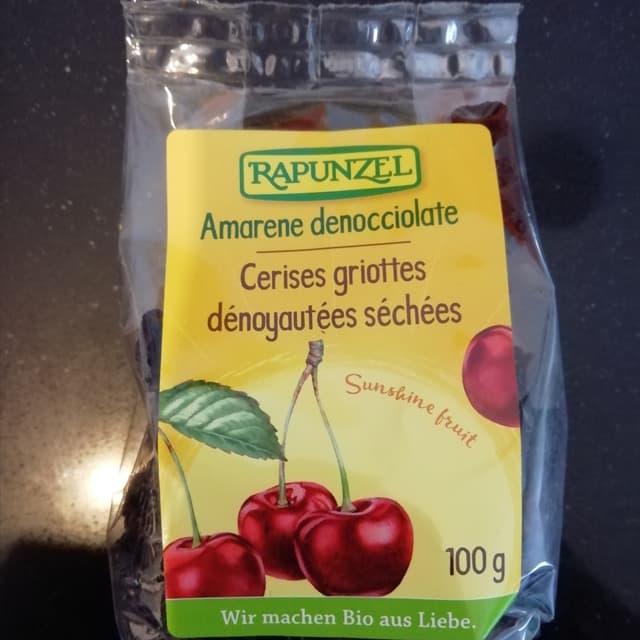 RAPUNZEL
Amarene denocciolate
Cerises griottes
dénoyautées séchées
Sunshine fruit
100 g
Wir machen Bio aus Liebe.